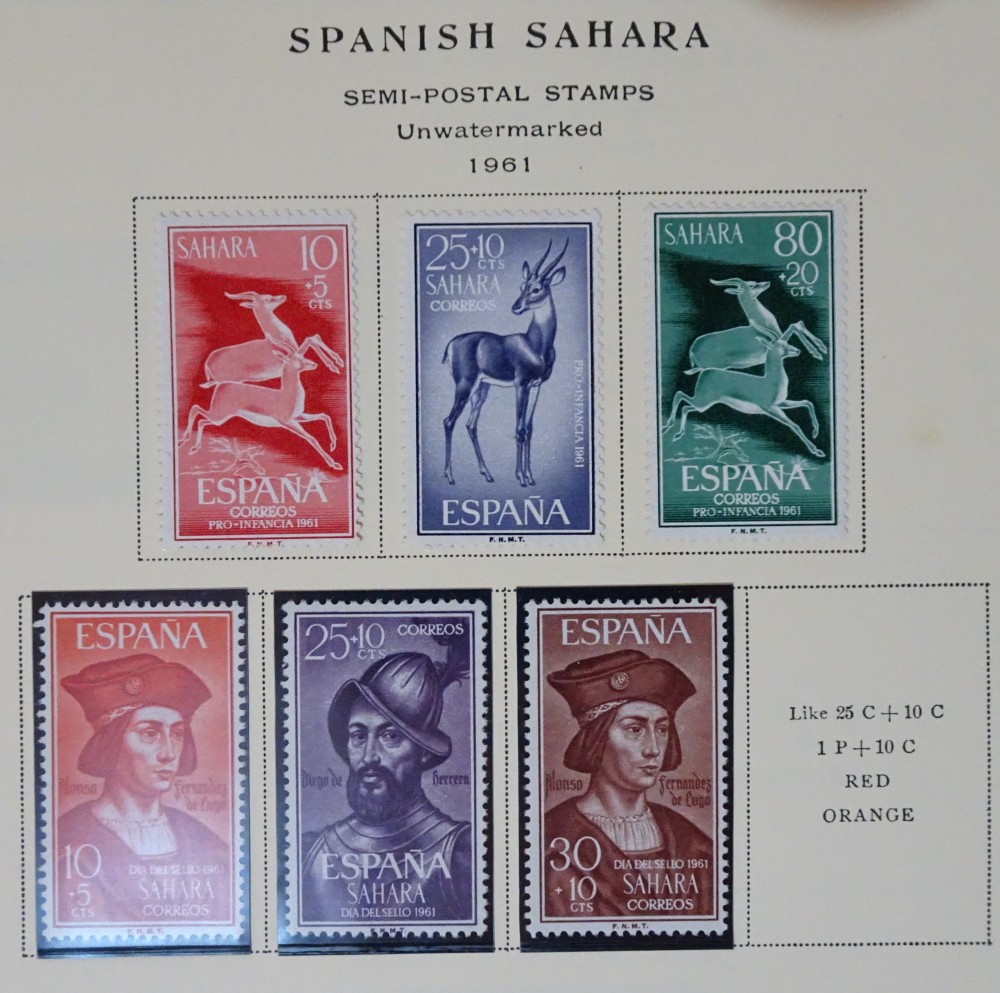 SPANISH SAHARA
SEMI-POSTAL STAMPS
Unwatermarked
1961
SAHARA 10
+5
CTS
ESPAÑA
CORREOS
PRO-INFANCIA 1961
F.N.M.T.
25+10
CTS
SAHARA
CORREOS
PRO-INFANCIA 1961
ESPAÑA
F.N.M.T.
SAHARA 80
+20
CTS
ESPAÑA
CORREOS
PRO-INFANCIA 1961
F.N.M.T.
ESPAÑA
Alonso Fernandez
de Lugo
10
+5
CTS
DIA DEL SELLO 1961
SAHARA
CORREOS
F.N.M.T.
25+10 CORREOS
CTS
Diego de Herrera
ESPAÑA
SAHARA
DIA DEL SELLO 1961
F.N.M.T.
ESPAÑA
Alonso Fernandez
de Lugo
30
+10
CTS
DIA DEL SELLO 1961
SAHARA
CORREOS
F.N.M.T.
Like 25 C+10 C
1 P+10 C
RED
ORANGE